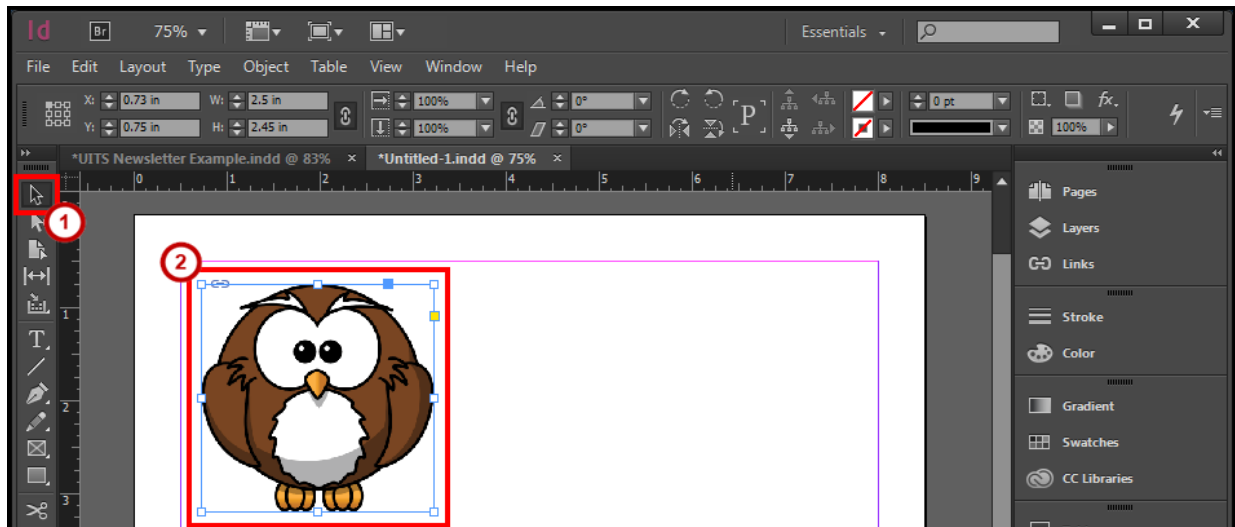 Id Br 75% Essentials
File Edit Layout Type Object Table View Window Help
X: 0.73 in W: 2.5 in 100% 0° P 0 pt fx.
Y: 0.75 in H: 2.45 in 100% 0° 100%
*UITS Newsletter Example.indd @ 83% × *Untitled-1.indd @ 75% ×
0 1 2 3 4 5 6 7 8 9
1
2
1
T
2
3
Pages
Layers
Links
Stroke
Color
Gradient
Swatches
CC Libraries